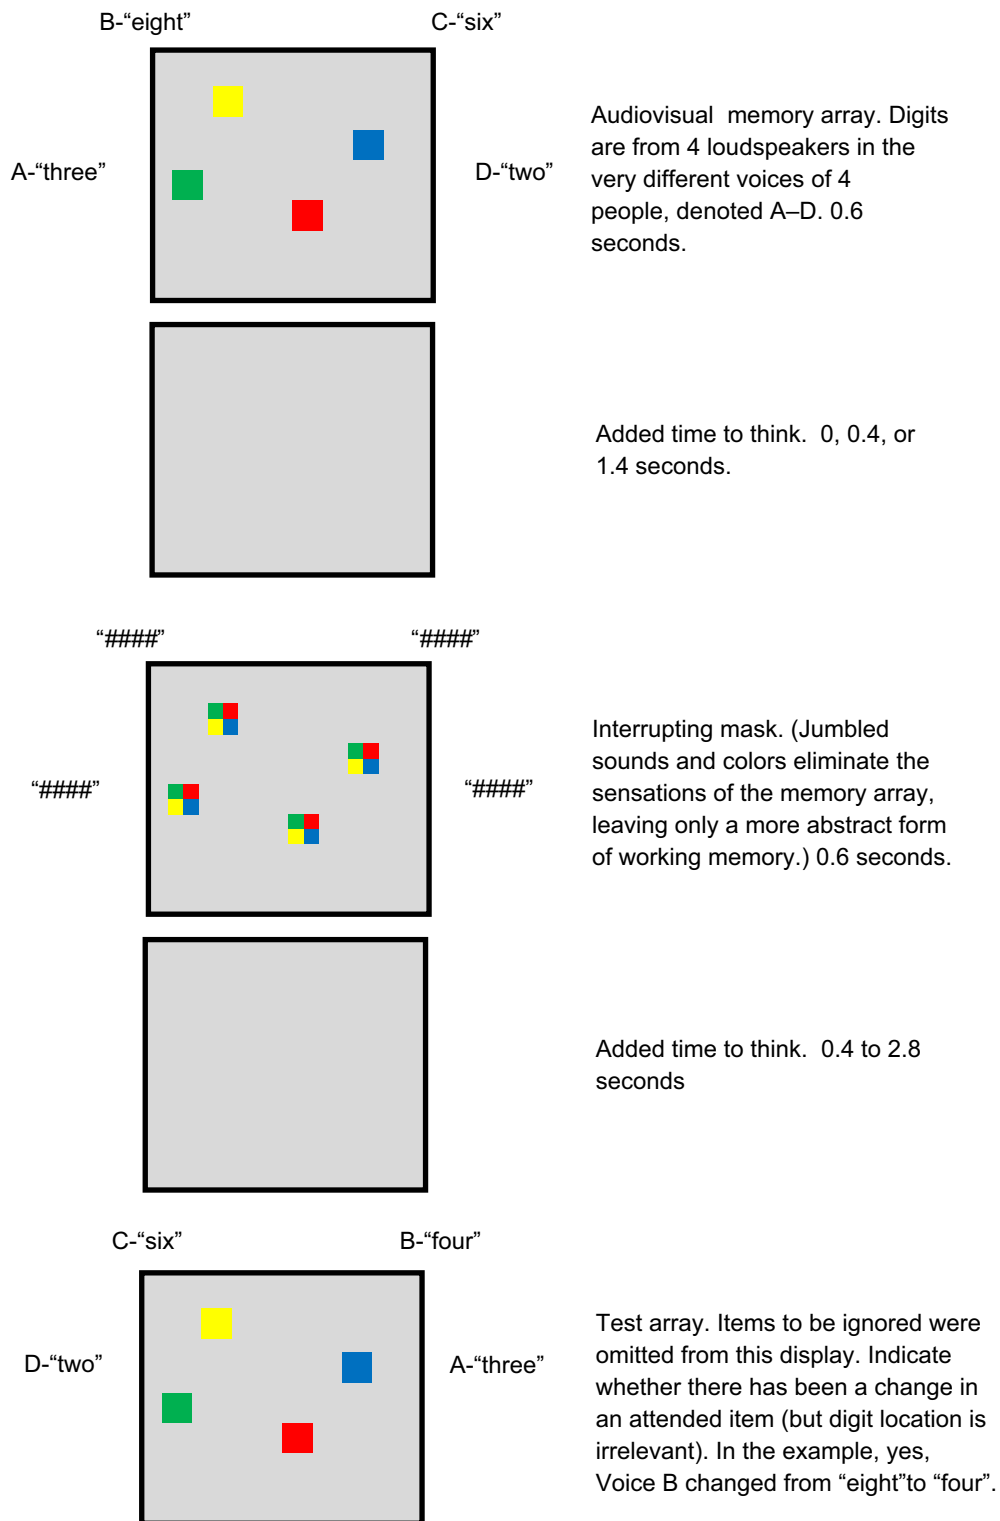 B-“eight”
C-“six”
A-“three”
D-“two”
Audiovisual  memory array. Digits
are from 4 loudspeakers in the
very different voices of 4
people, denoted A–D. 0.6
seconds.
Added time to think.  0, 0.4, or
1.4 seconds.
“####”
“####”
“####”
“####”
Interrupting mask. (Jumbled
sounds and colors eliminate the
sensations of the memory array,
leaving only a more abstract form
of working memory.) 0.6 seconds.
Added time to think.  0.4 to 2.8
seconds
C-“six”
B-“four”
D-“two”
A-“three”
Test array. Items to be ignored were
omitted from this display. Indicate
whether there has been a change in
an attended item (but digit location is
irrelevant). In the example, yes,
Voice B changed from “eight”to “four”.